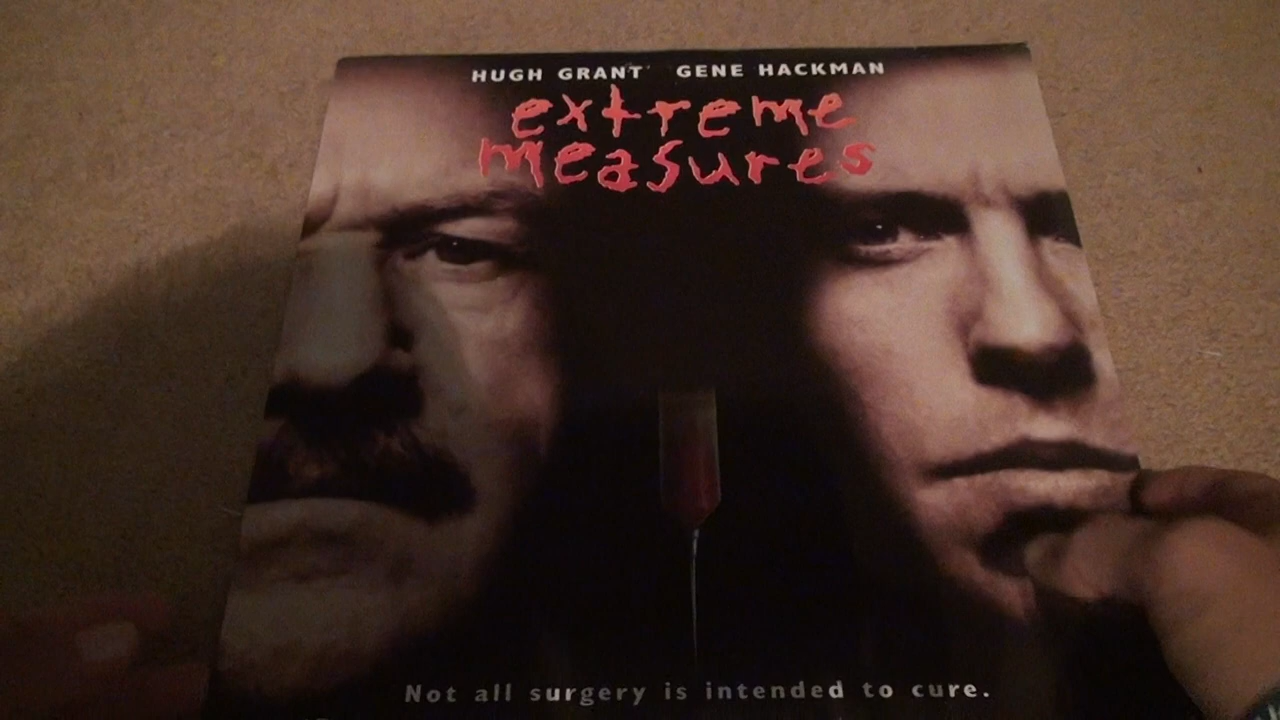 HUGH GRANT GENE HACKMAN
extreme
measures
Not all surgery is intended to cure.